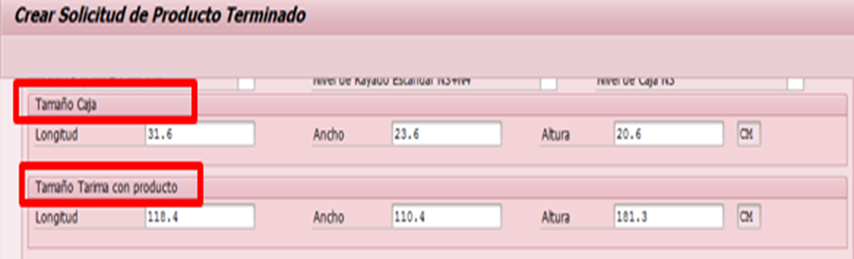 Crear Solicitud de Producto Terminado
Nivel de Rayado Estándar N3+N4 Nivel de Caja N3
Tamaño Caja
Longitud 31.6 Ancho 23.6 Altura 20.6 CM
Tamaño Tarima con producto
Longitud 118.4 Ancho 110.4 Altura 181.3 CM